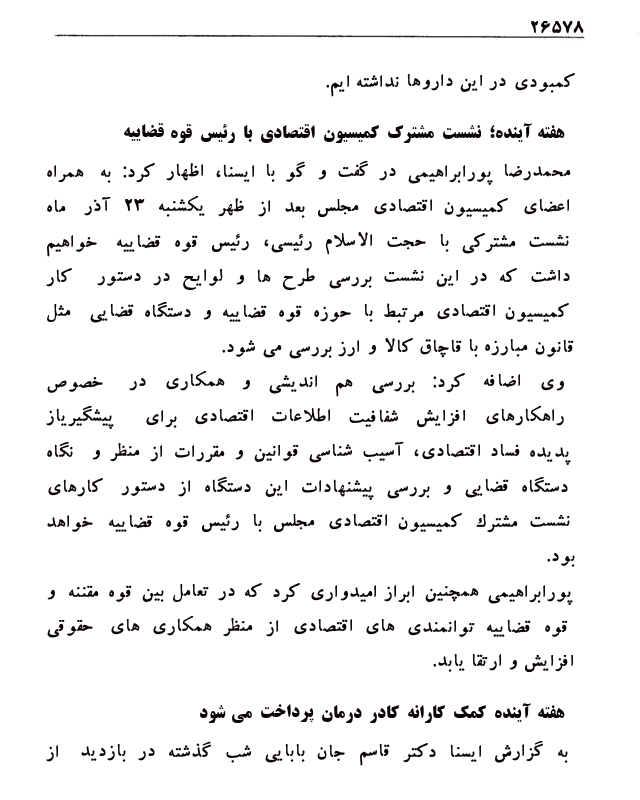 ۲۶۵۷۸
کمبودی در این داروها نداشته ایم.
هفته آینده؛ نشست مشترک کمیسیون اقتصادی با رئیس قوه قضاییه
محمدرضا پورابراهیمی در گفت و گو با ایسنا، اظهار کرد: به همراه
اعضای کمیسیون اقتصادی مجلس بعد از ظهر یکشنبه ۲۳ آذر ماه
نشست مشترکی با حجت الاسلام رئیسی، رئیس قوه قضاییه خواهیم
داشت که در این نشست بررسی طرح ها و لوایح در دستور کار
کمیسیون اقتصادی مرتبط با حوزه قوه قضاییه و دستگاه قضایی مثل
قانون مبارزه با قاچاق کالا و ارز بررسی می شود.
وی اضافه کرد: بررسی هم اندیشی و همکاری در خصوص
راهکارهای افزایش شفافیت اطلاعات اقتصادی برای پیشگیریاز
پدیده فساد اقتصادی، آسیب شناسی قوانین و مقررات از منظر و نگاه
دستگاه قضایی و بررسی پیشنهادات این دستگاه از دستور کارهای
نشست مشترك کمیسیون اقتصادی مجلس با رئیس قوه قضاییه خواهد
بود.
پورابراهیمی همچنین ابراز امیدواری کرد که در تعامل بین قوه مقننه و
قوه قضاییه توانمندی های اقتصادی از منظر همکاری های حقوقی
افزایش و ارتقا یابد.
هفته آینده کمک کارانه کادر درمان پرداخت می شود
به گزارش ایسنا دکتر قاسم جان بابایی شب گذشته در بازدید از